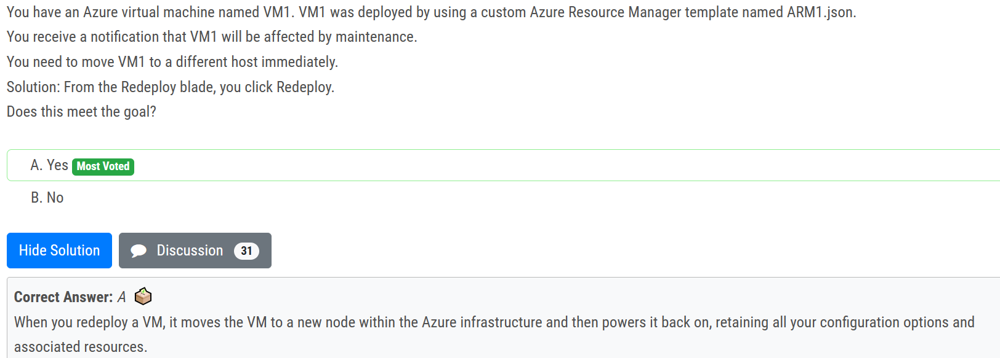 You have an Azure virtual machine named VM1. VM1 was deployed by using a custom Azure Resource Manager template named ARM1.json.
You receive a notification that VM1 will be affected by maintenance.
You need to move VM1 to a different host immediately.
Solution: From the Redeploy blade, you click Redeploy.
Does this meet the goal?
A. Yes Most Voted
B. No
Hide Solution Discussion 31
Correct Answer: A
When you redeploy a VM, it moves the VM to a new node within the Azure infrastructure and then powers it back on, retaining all your configuration options and
associated resources.